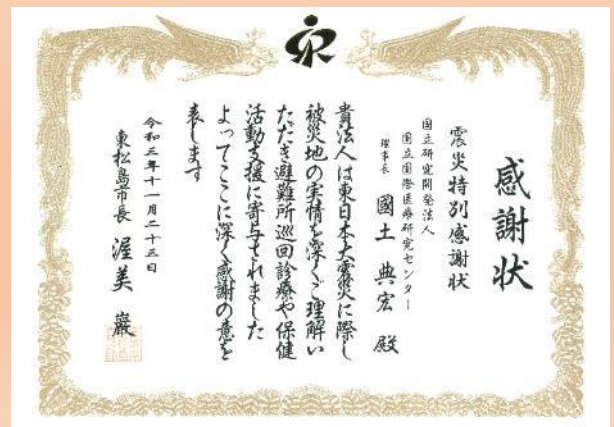 感謝状
震災特別感謝状
国立研究開発法人
国立国際医療研究センター
理事長 國土典宏 殿
貴法人は東日本大震災に際し
被災地の実情を深くご理解い
ただき避難所巡回診療や保健
活動支援に寄与されました
よってここに深く感謝の意を
表します
令和三年十一月二十三日
東松島市長 渥美巖